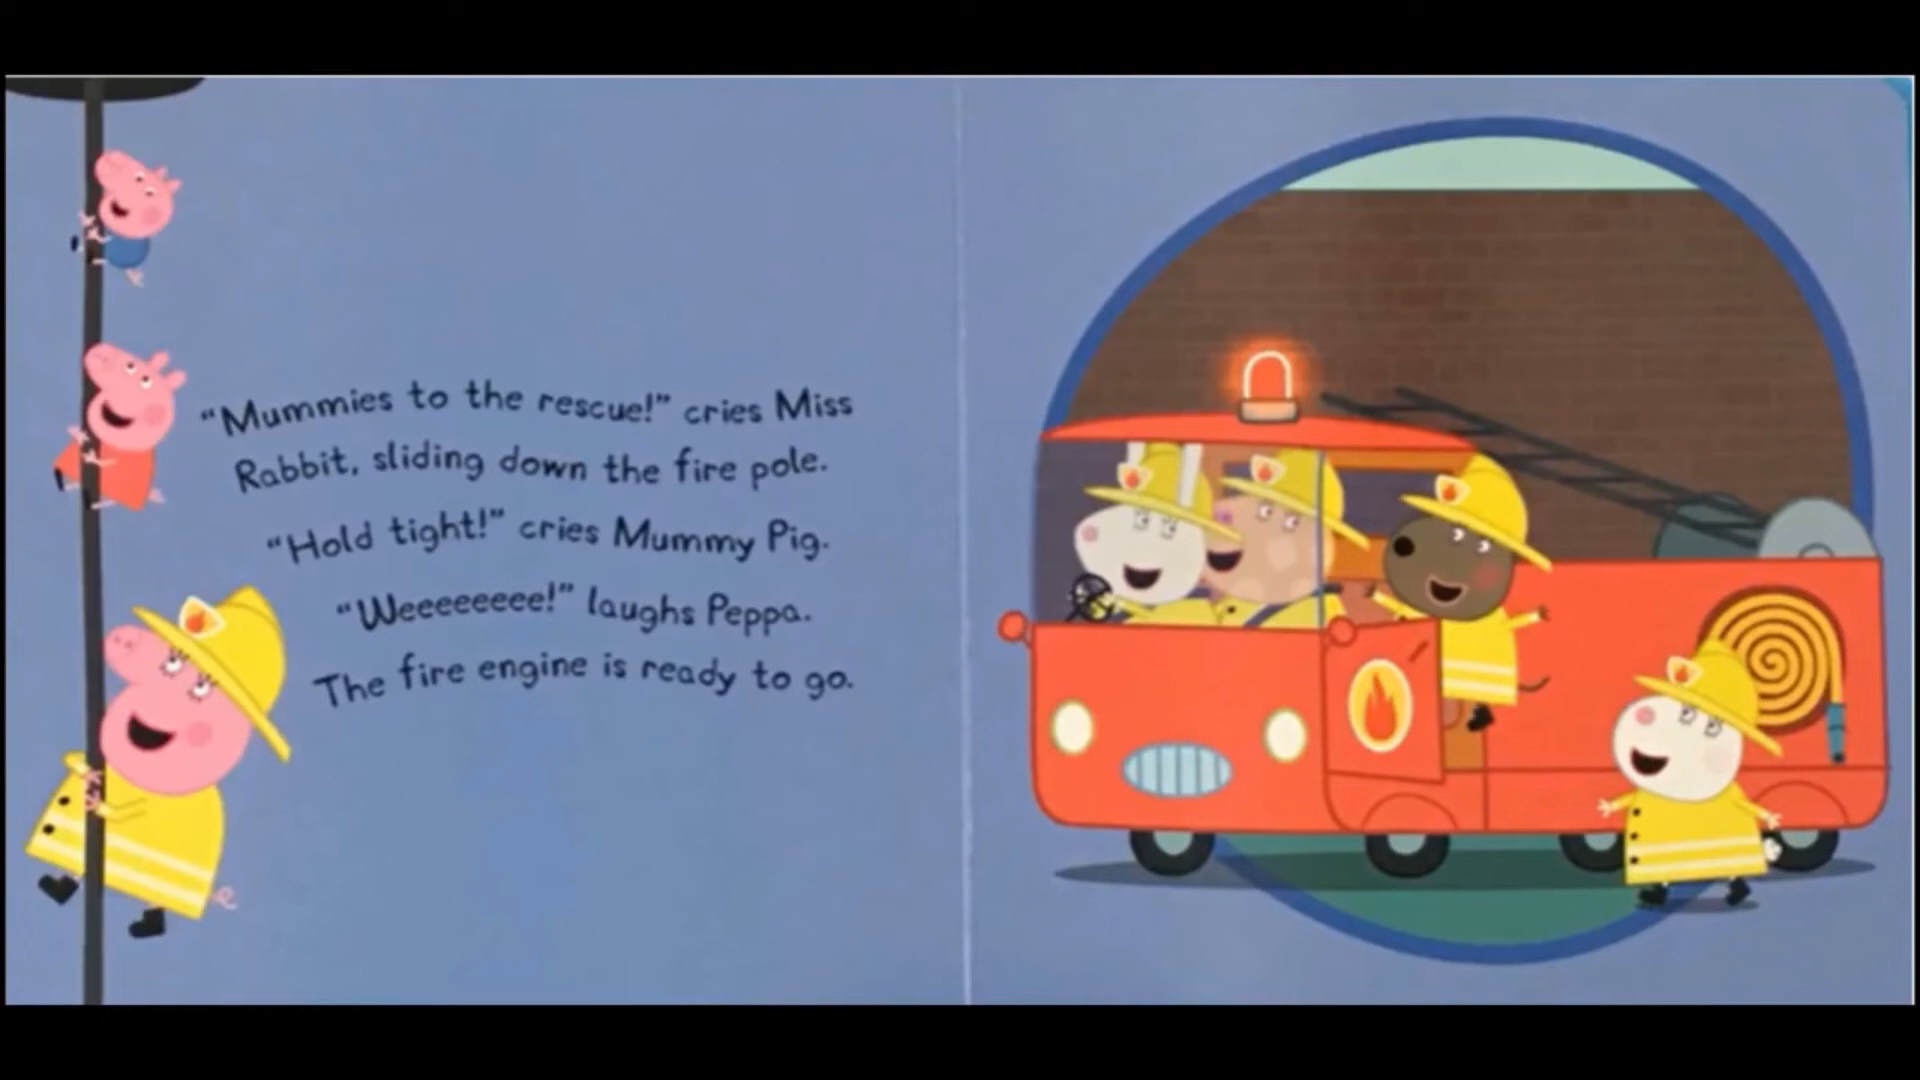 “Mummies to the rescue!” cries Miss
Rabbit, sliding down the fire pole.
“Hold tight!” cries Mummy Pig.
“Weeeeeeee!” laughs Peppa.
The fire engine is ready to go.